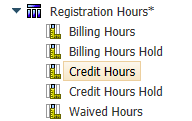 Registration Hours*
Billing Hours
Billing Hours Hold
Credit Hours
Credit Hours Hold
Waived Hours